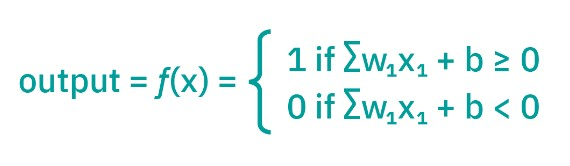 output = f(x) = { 1 if ∑w₁x₁ + b ≥ 0
0 if ∑w₁x₁ + b < 0